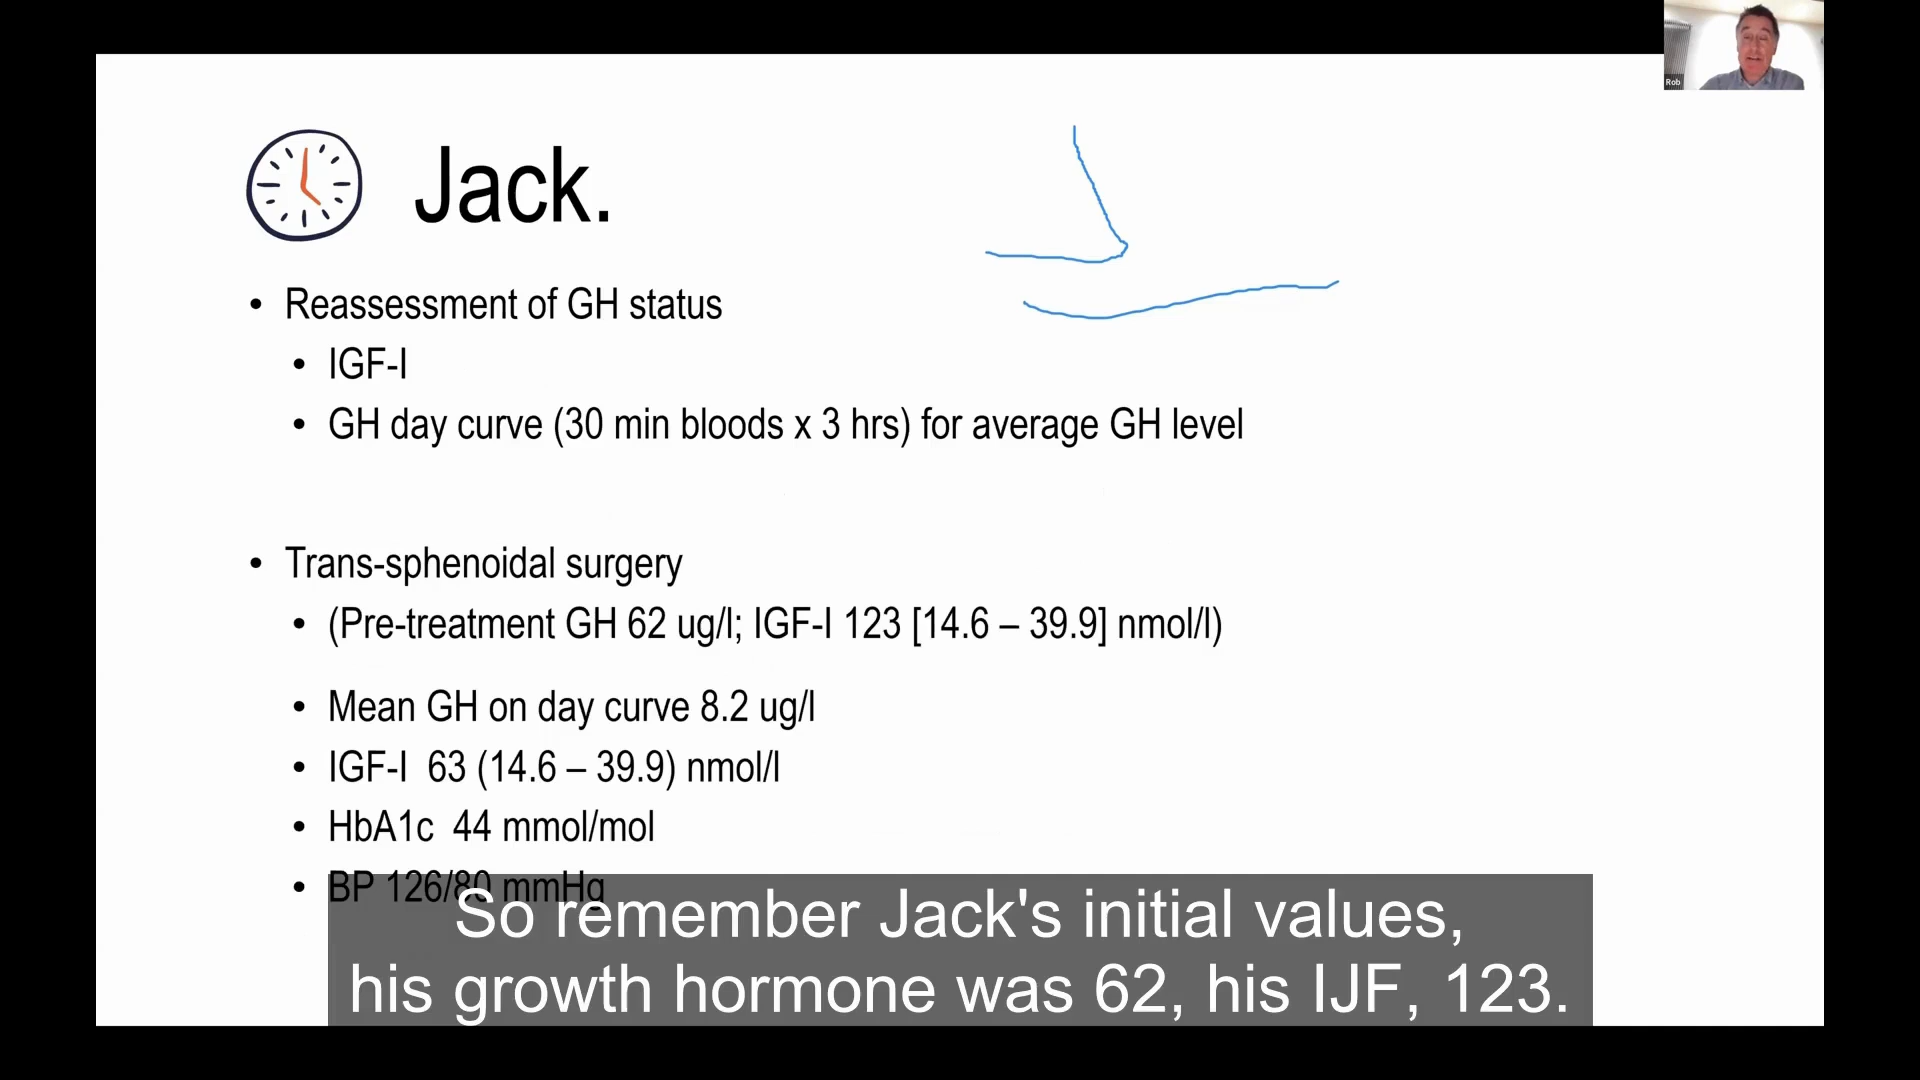 Rob
Jack.
• Reassessment of GH status
• IGF-I
• GH day curve (30 min bloods x 3 hrs) for average GH level
• Trans-sphenoidal surgery
• (Pre-treatment GH 62 ug/l; IGF-I 123 [14.6 – 39.9] nmol/l)
• Mean GH on day curve 8.2 ug/l
• IGF-I 63 (14.6 – 39.9) nmol/l
• HbA1c 44 mmol/mol
• BP 126/80 mmHg
So remember Jack's initial values,
his growth hormone was 62, his IJF, 123.